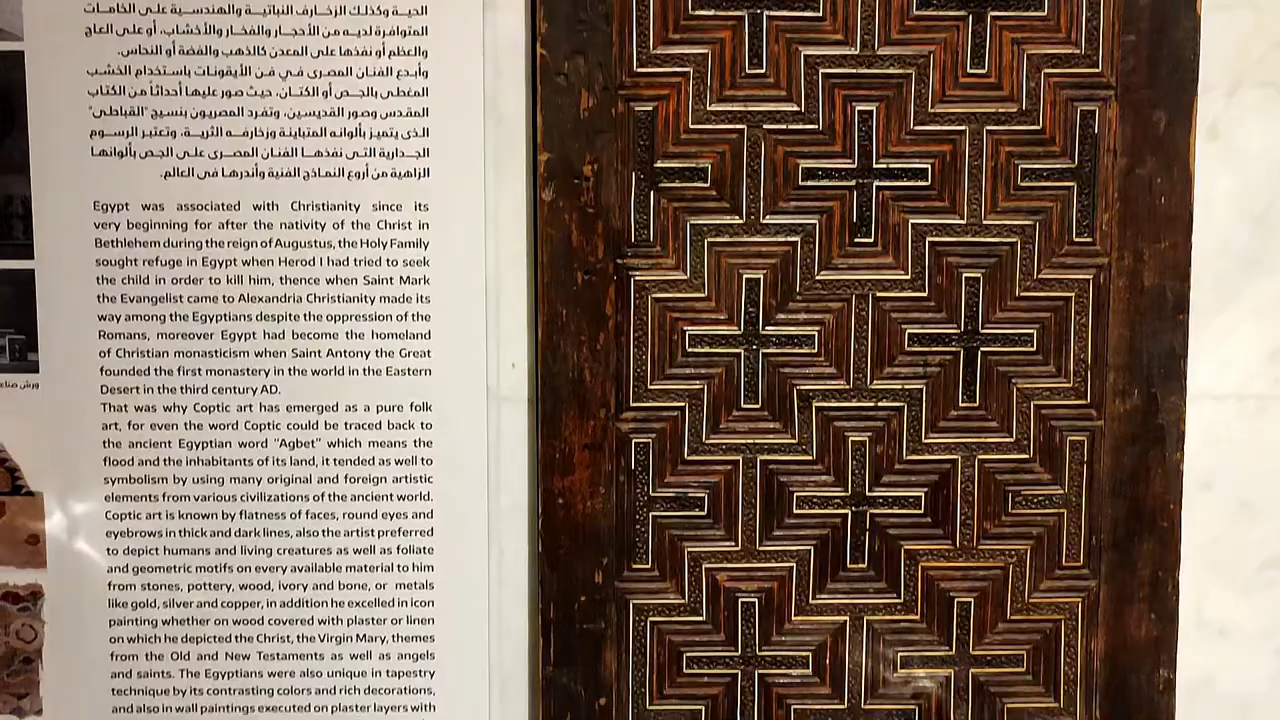 الحية وكذلك الزخارف النباتية والهندسية على الخامات
المتوافرة لديه من الأحجار والفخار والأخشاب، أو على العاج
والعظم أو نفذها على المعدن كالذهب والفضة أو النحاس.
وأبدع الفنان المصرى فى فن الأيقونات باستخدام الخشب
المغطى بالجص أو الكتان، حيث صور عليها أحداثاً من الكتاب
المقدس وصور القديسين، وتفرد المصريون بنسيج "القباطى"
الذى يتميز بألوانه المتباينة وزخارفه الثرية. وتعتبر الرسوم
الجدارية التى نفذها الفنان المصرى على الجص بألوانها
الزاهية من أروع النماذج الفنية وأندرها فى العالم.
Egypt was associated with Christianity since its
very beginning for after the nativity of the Christ in
Bethlehem during the reign of Augustus, the Holy Family
sought refuge in Egypt when Herod I had tried to seek
the child in order to kill him, thence when Saint Mark
the Evangelist came to Alexandria Christianity made its
way among the Egyptians despite the oppression of the
Romans, moreover Egypt had become the homeland
of Christian monasticism when Saint Antony the Great
founded the first monastery in the world in the Eastern
Desert in the third century AD.
That was why Coptic art has emerged as a pure folk
art, for even the word Coptic could be traced back to
the ancient Egyptian word "Agbet" which means the
flood and the inhabitants of its land, it tended as well to
symbolism by using many original and foreign artistic
elements from various civilizations of the ancient world.
Coptic art is known by flatness of faces, round eyes and
eyebrows in thick and dark lines, also the artist preferred
to depict humans and living creatures as well as foliate
and geometric motifs on every available material to him
from stones, pottery, wood, ivory and bone, or metals
like gold, silver and copper, in addition he excelled in icon
painting whether on wood covered with plaster or linen
on which he depicted the Christ, the Virgin Mary, themes
from the Old and New Testaments as well as angels
and saints. The Egyptians were also unique in tapestry
technique by its contrasting colors and rich decorations,
and also in wall paintings executed on plaster layers with
ورش